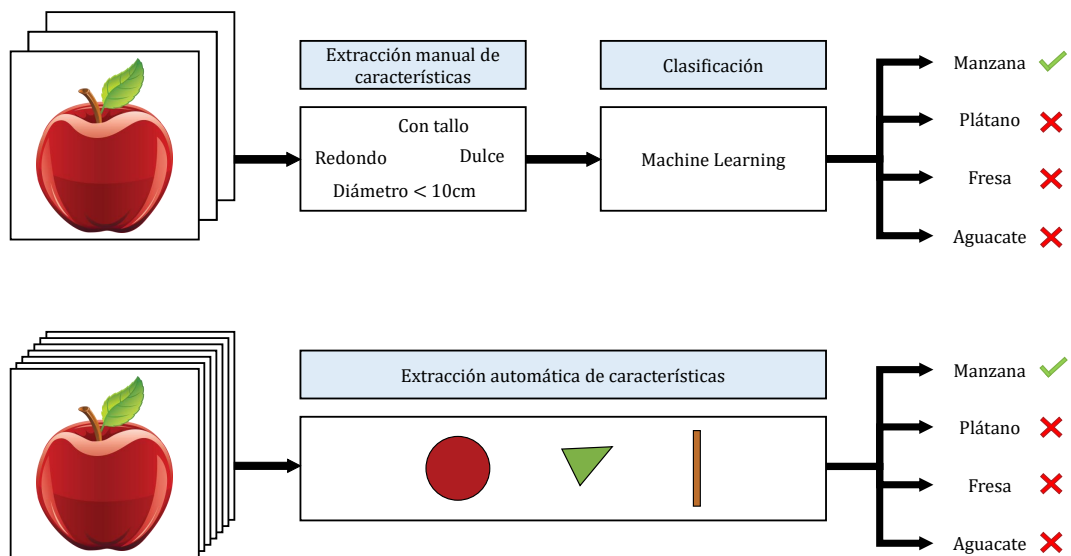 Extracción manual de
características
Clasificación
Con tallo
Redondo
Dulce
Diámetro < 10cm
Machine Learning
Manzana
Plátano
Fresa
Aguacate
Extracción automática de características
Manzana
Plátano
Fresa
Aguacate